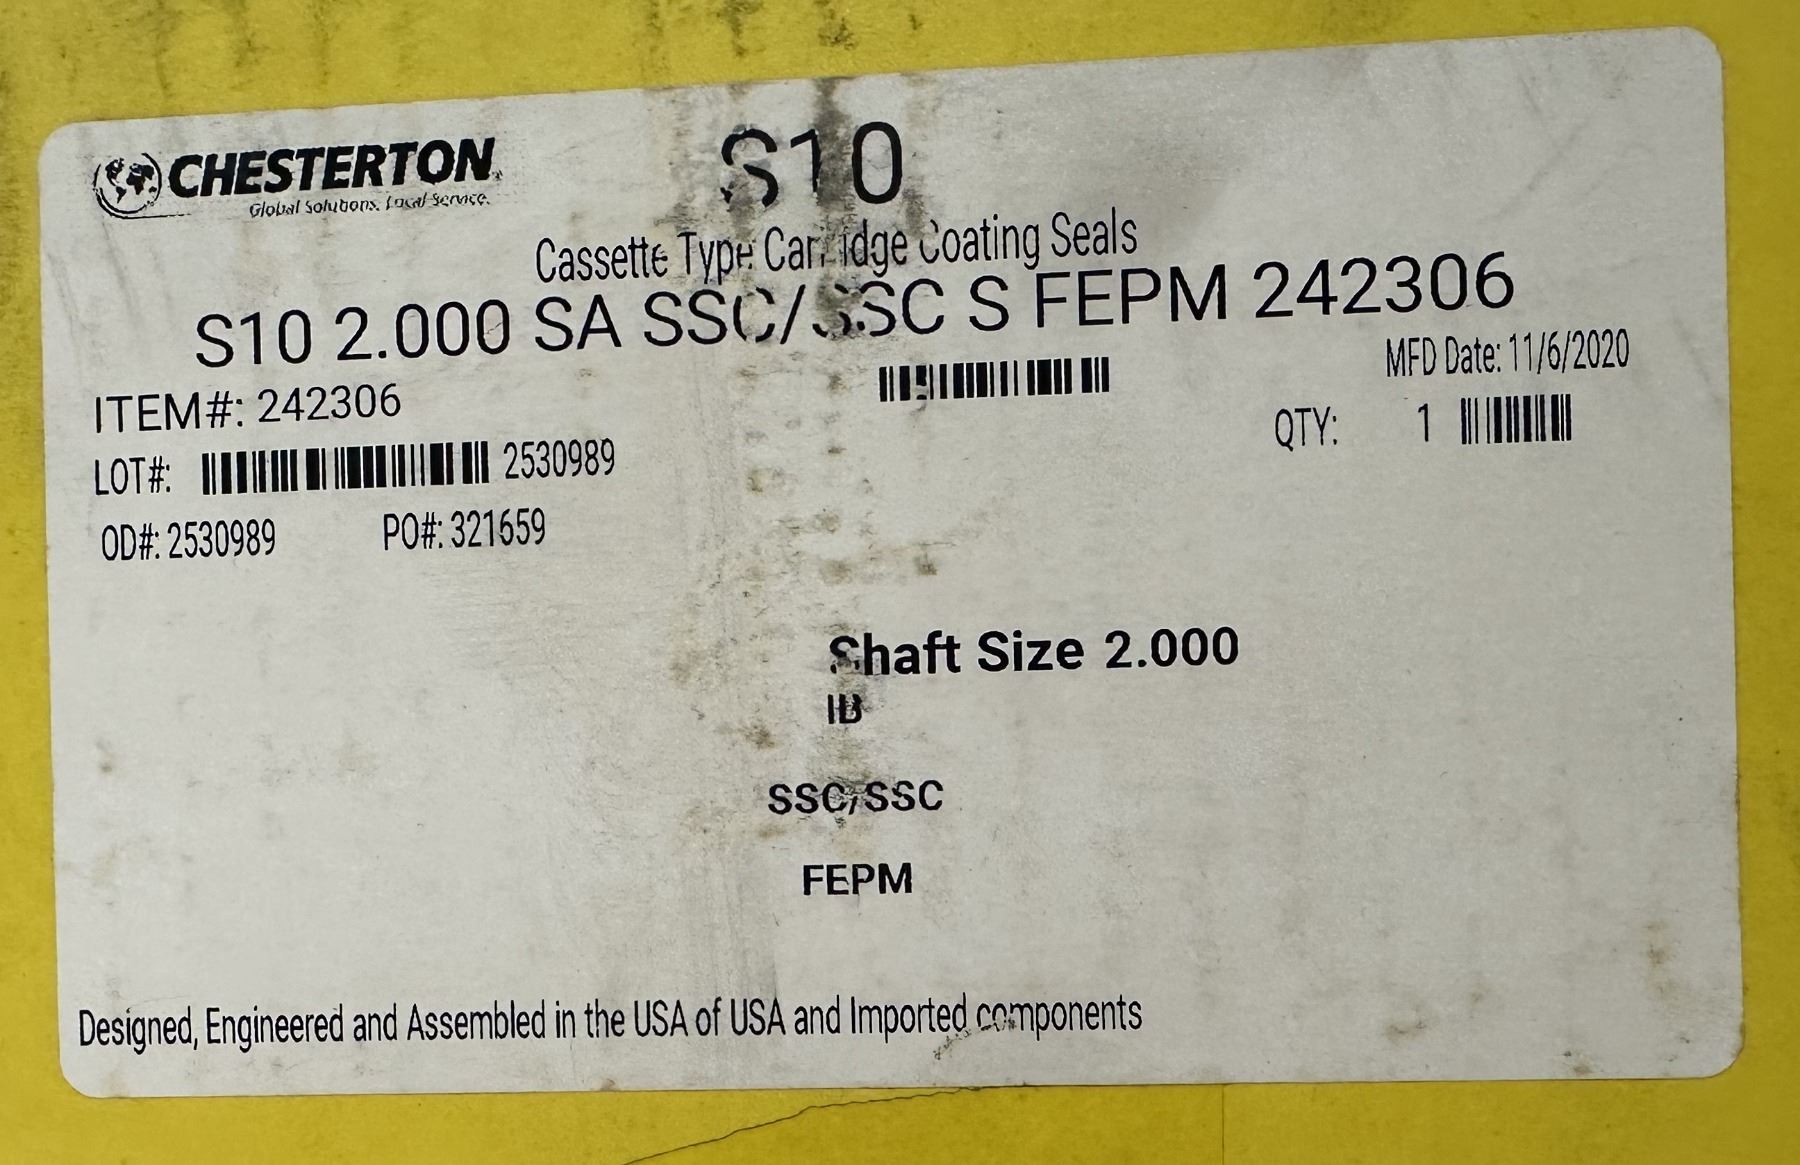 CHESTERTON
Global Solutions. Local Service.
S10
Cassette Type Cartridge Coating Seals
S10 2.000 SA SSC/SSC S FEPM 242306
MFD Date: 11/6/2020
ITEM#: 242306
QTY: 1
LOT#: 2530989
OD#: 2530989 PO#: 321659
Shaft Size 2.000
IB
SSC/SSC
FEPM
Designed, Engineered and Assembled in the USA of USA and Imported components